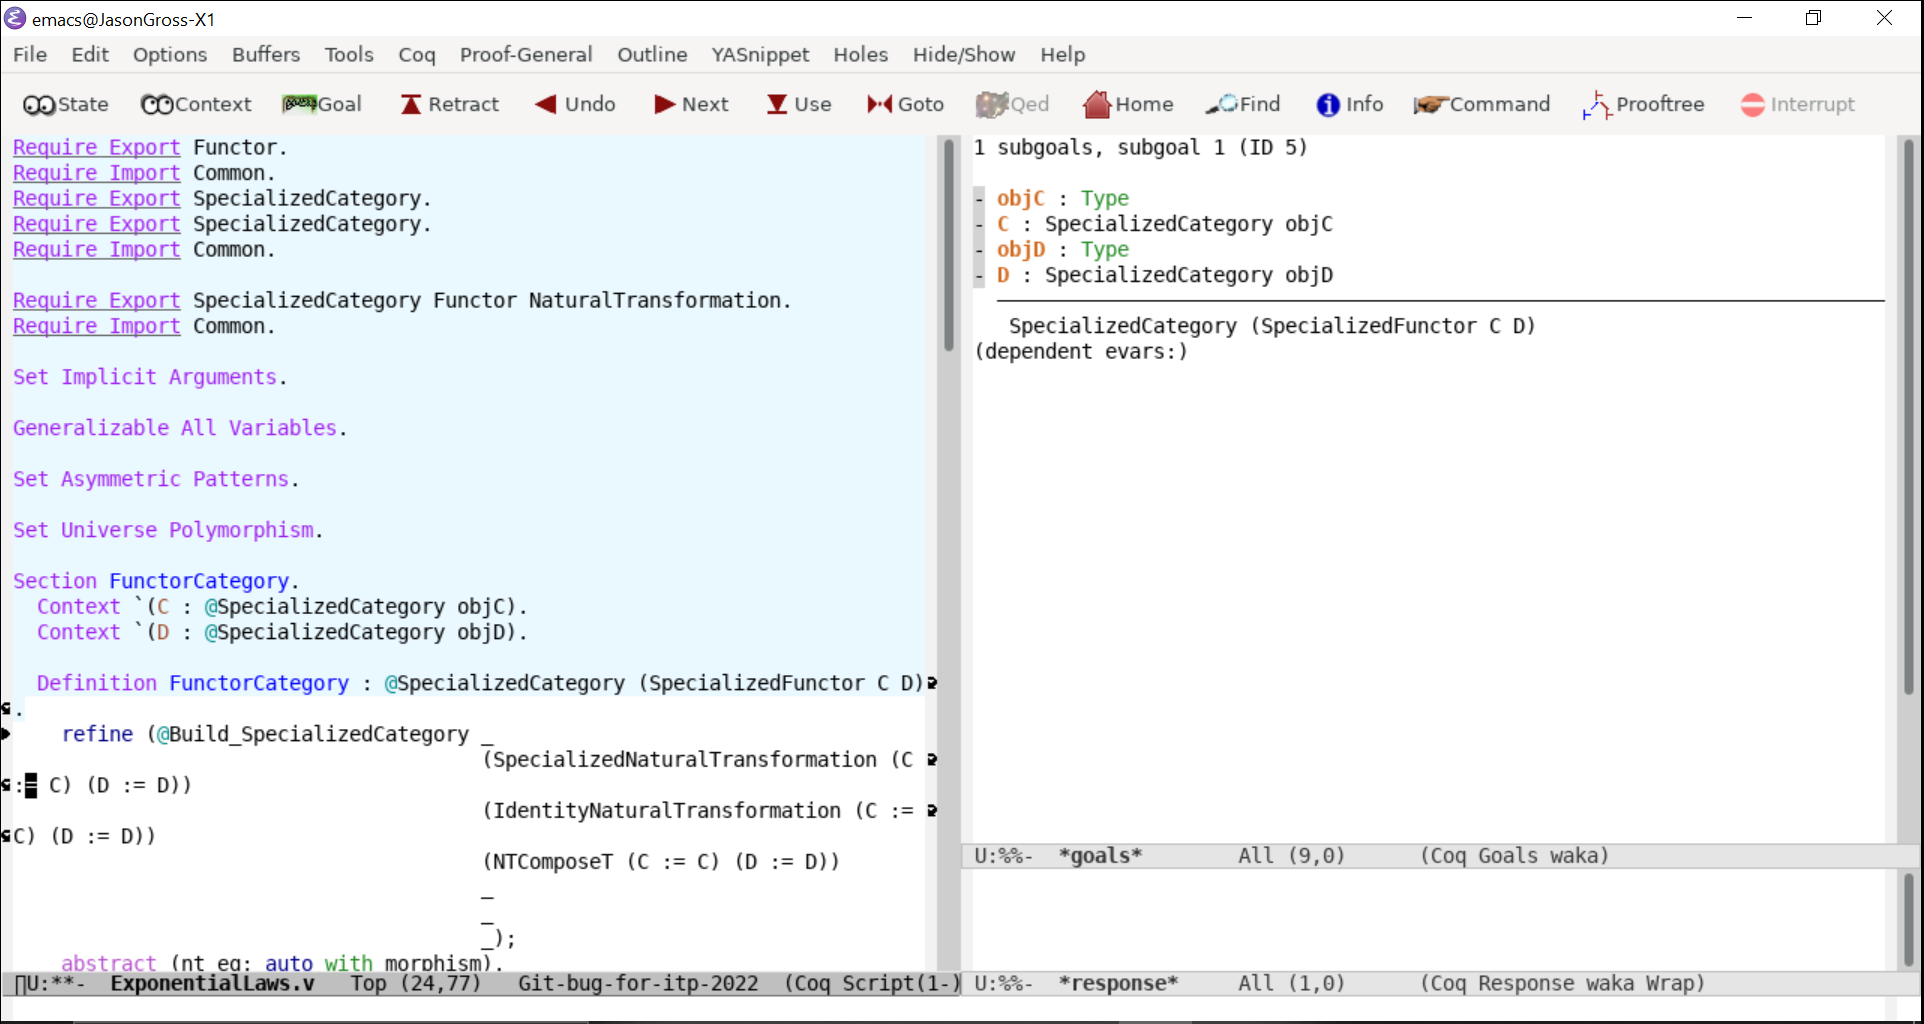 emacs@JasonGross-X1
File Edit Options Buffers Tools Coq Proof-General Outline YASnippet Holes Hide/Show Help
State Context Goal Retract Undo Next Use Goto Qed Home Find Info Command Prooftree Interrupt
Require Export Functor.
Require Import Common.
Require Export SpecializedCategory.
Require Export SpecializedCategory.
Require Import Common.
Require Export SpecializedCategory Functor NaturalTransformation.
Require Import Common.
Set Implicit Arguments.
Generalizable All Variables.
Set Asymmetric Patterns.
Set Universe Polymorphism.
Section FunctorCategory.
Context `(C : @SpecializedCategory objC).
Context `(D : @SpecializedCategory objD).
Definition FunctorCategory : @SpecializedCategory (SpecializedFunctor C D)
.
refine (@Build_SpecializedCategory _
(SpecializedNaturalTransformation (C
:= C) (D := D))
(IdentityNaturalTransformation (C :=
C) (D := D))
(NTComposeT (C := C) (D := D))
_
_
_);
abstract (nt_eq; auto with morphism).
U:**- ExponentialLaws.v Top (24,77) Git-bug-for-itp-2022 (Coq Script(1-)
1 subgoals, subgoal 1 (ID 5)
- objC : Type
- C : SpecializedCategory objC
- objD : Type
- D : SpecializedCategory objD
SpecializedCategory (SpecializedFunctor C D)
(dependent evars:)
U:%%- *goals* All (9,0) (Coq Goals waka)
U:%%- *response* All (1,0) (Coq Response waka Wrap)